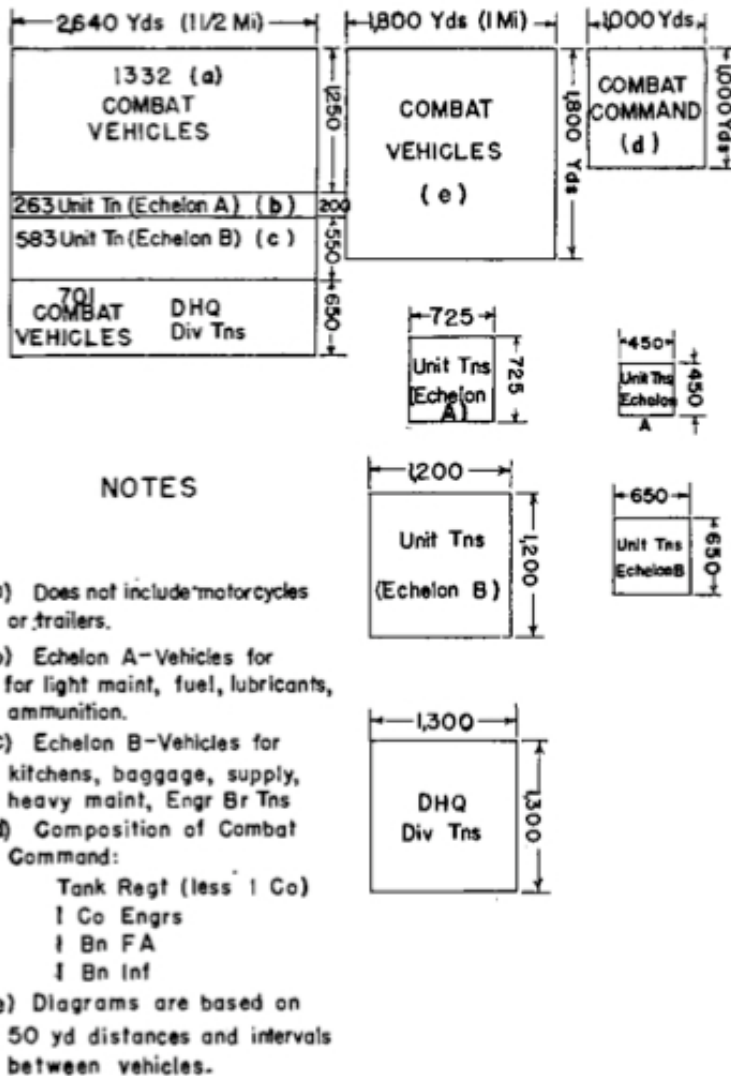 2,640 Yds (1 1/2 Mi)
1332 (a)
COMBAT
VEHICLES
1250
263 Unit Tn (Echelon A) (b)
200
583 Unit Tn (Echelon B) (c)
550
701
COMBAT
VEHICLES
DHQ
Div Tns
650
1,800 Yds (1 Mi)
COMBAT
VEHICLES
(e)
1,800 Yds
1,000 Yds
COMBAT
COMMAND
(d)
1,000 Yds
725
Unit Tns
(Echelon
A)
725
450
Unit Tns
Echelon
A
450
1,200
Unit Tns
(Echelon B)
1,200
650
Unit Tns
Echelon B
650
1,300
DHQ
Div Tns
1,300
NOTES
) Does not include motorcycles
or trailers.
) Echelon A-Vehicles for
for light maint, fuel, lubricants,
ammunition.
) Echelon B-Vehicles for
kitchens, baggage, supply,
heavy maint, Engr Br Tns
) Composition of Combat
Command:
Tank Regt (less 1 Co)
1 Co Engrs
1 Bn FA
1 Bn Inf
) Diagrams are based on
50 yd distances and intervals
between vehicles.